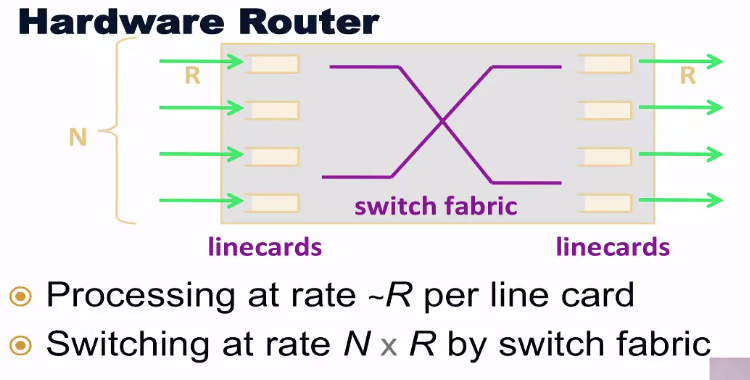 Hardware Router
R
R
N
switch fabric
linecards
linecards
Processing at rate ~R per line card
Switching at rate N x R by switch fabric